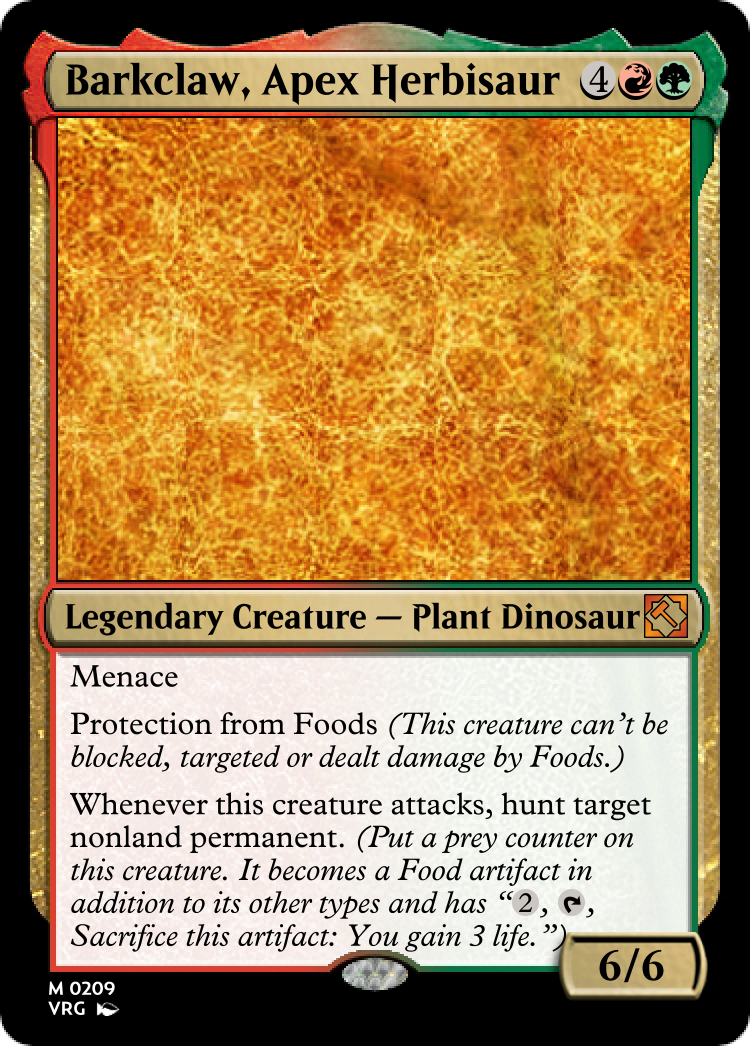 Barkclaw, Apex Herbisaur 4
Legendary Creature — Plant Dinosaur
Menace
Protection from Foods (This creature can't be
blocked, targeted or dealt damage by Foods.)
Whenever this creature attacks, hunt target
nonland permanent. (Put a prey counter on
this creature. It becomes a Food artifact in
addition to its other types and has “2, ,
Sacrifice this artifact: You gain 3 life.”)
6/6
M 0209
VRG